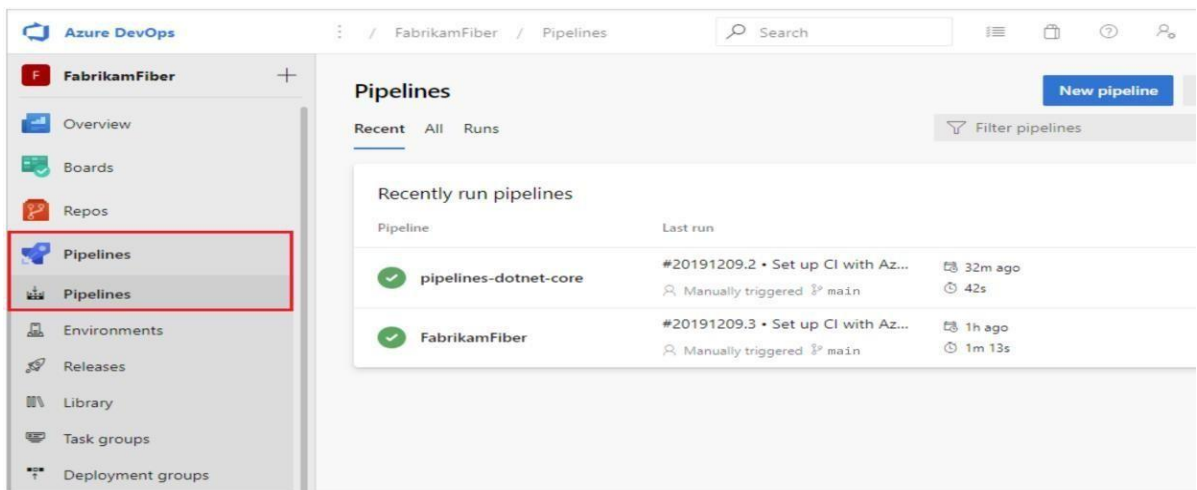 Azure DevOps
/ FabrikamFiber / Pipelines
Search
F FabrikamFiber
Overview
Boards
Repos
Pipelines
Pipelines
Environments
Releases
Library
Task groups
Deployment groups
Pipelines
New pipeline
Recent All Runs
Filter pipelines
Recently run pipelines
Pipeline Last run
pipelines-dotnet-core
#20191209.2 • Set up CI with Az...
Manually triggered main
32m ago
42s
FabrikamFiber
#20191209.3 • Set up CI with Az...
Manually triggered main
1h ago
1m 13s